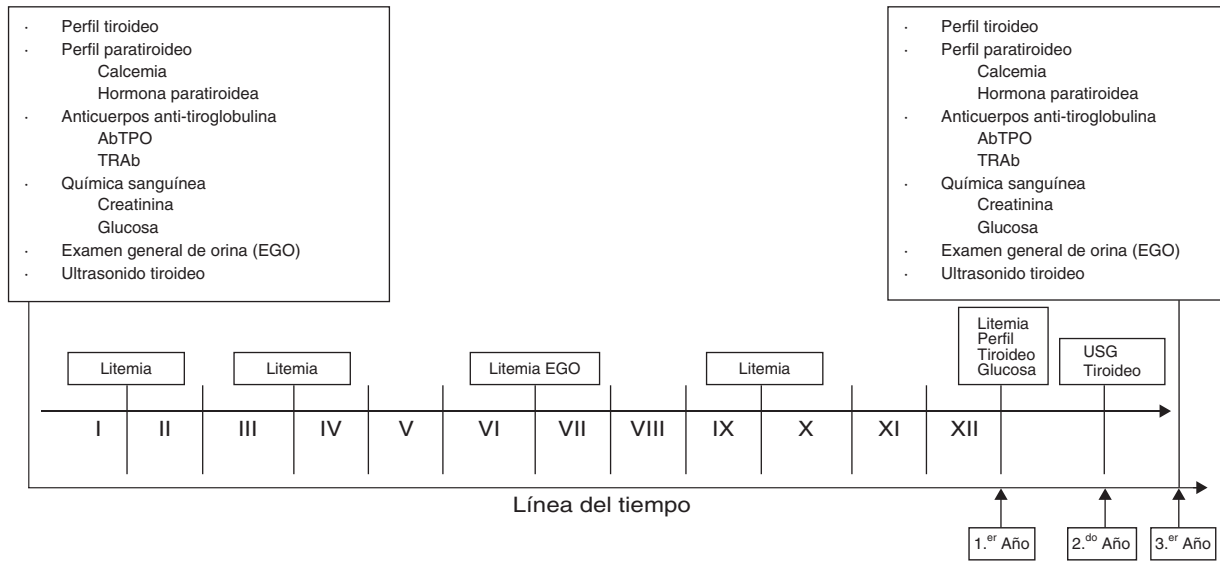 · Perfil tiroideo
· Perfil paratiroideo
Calcemia
Hormona paratiroidea
· Anticuerpos anti-tiroglobulina
AbTPO
TRAb
· Química sanguínea
Creatinina
Glucosa
· Examen general de orina (EGO)
· Ultrasonido tiroideo
· Perfil tiroideo
· Perfil paratiroideo
Calcemia
Hormona paratiroidea
· Anticuerpos anti-tiroglobulina
AbTPO
TRAb
· Química sanguínea
Creatinina
Glucosa
· Examen general de orina (EGO)
· Ultrasonido tiroideo
Litemia
Litemia
Litemia EGO
Litemia
Litemia
Perfil
Tiroideo
Glucosa
USG
Tiroideo
I II III IV V VI VII VIII IX X XI XII
Línea del tiempo
1.er Año
2.do Año
3.er Año